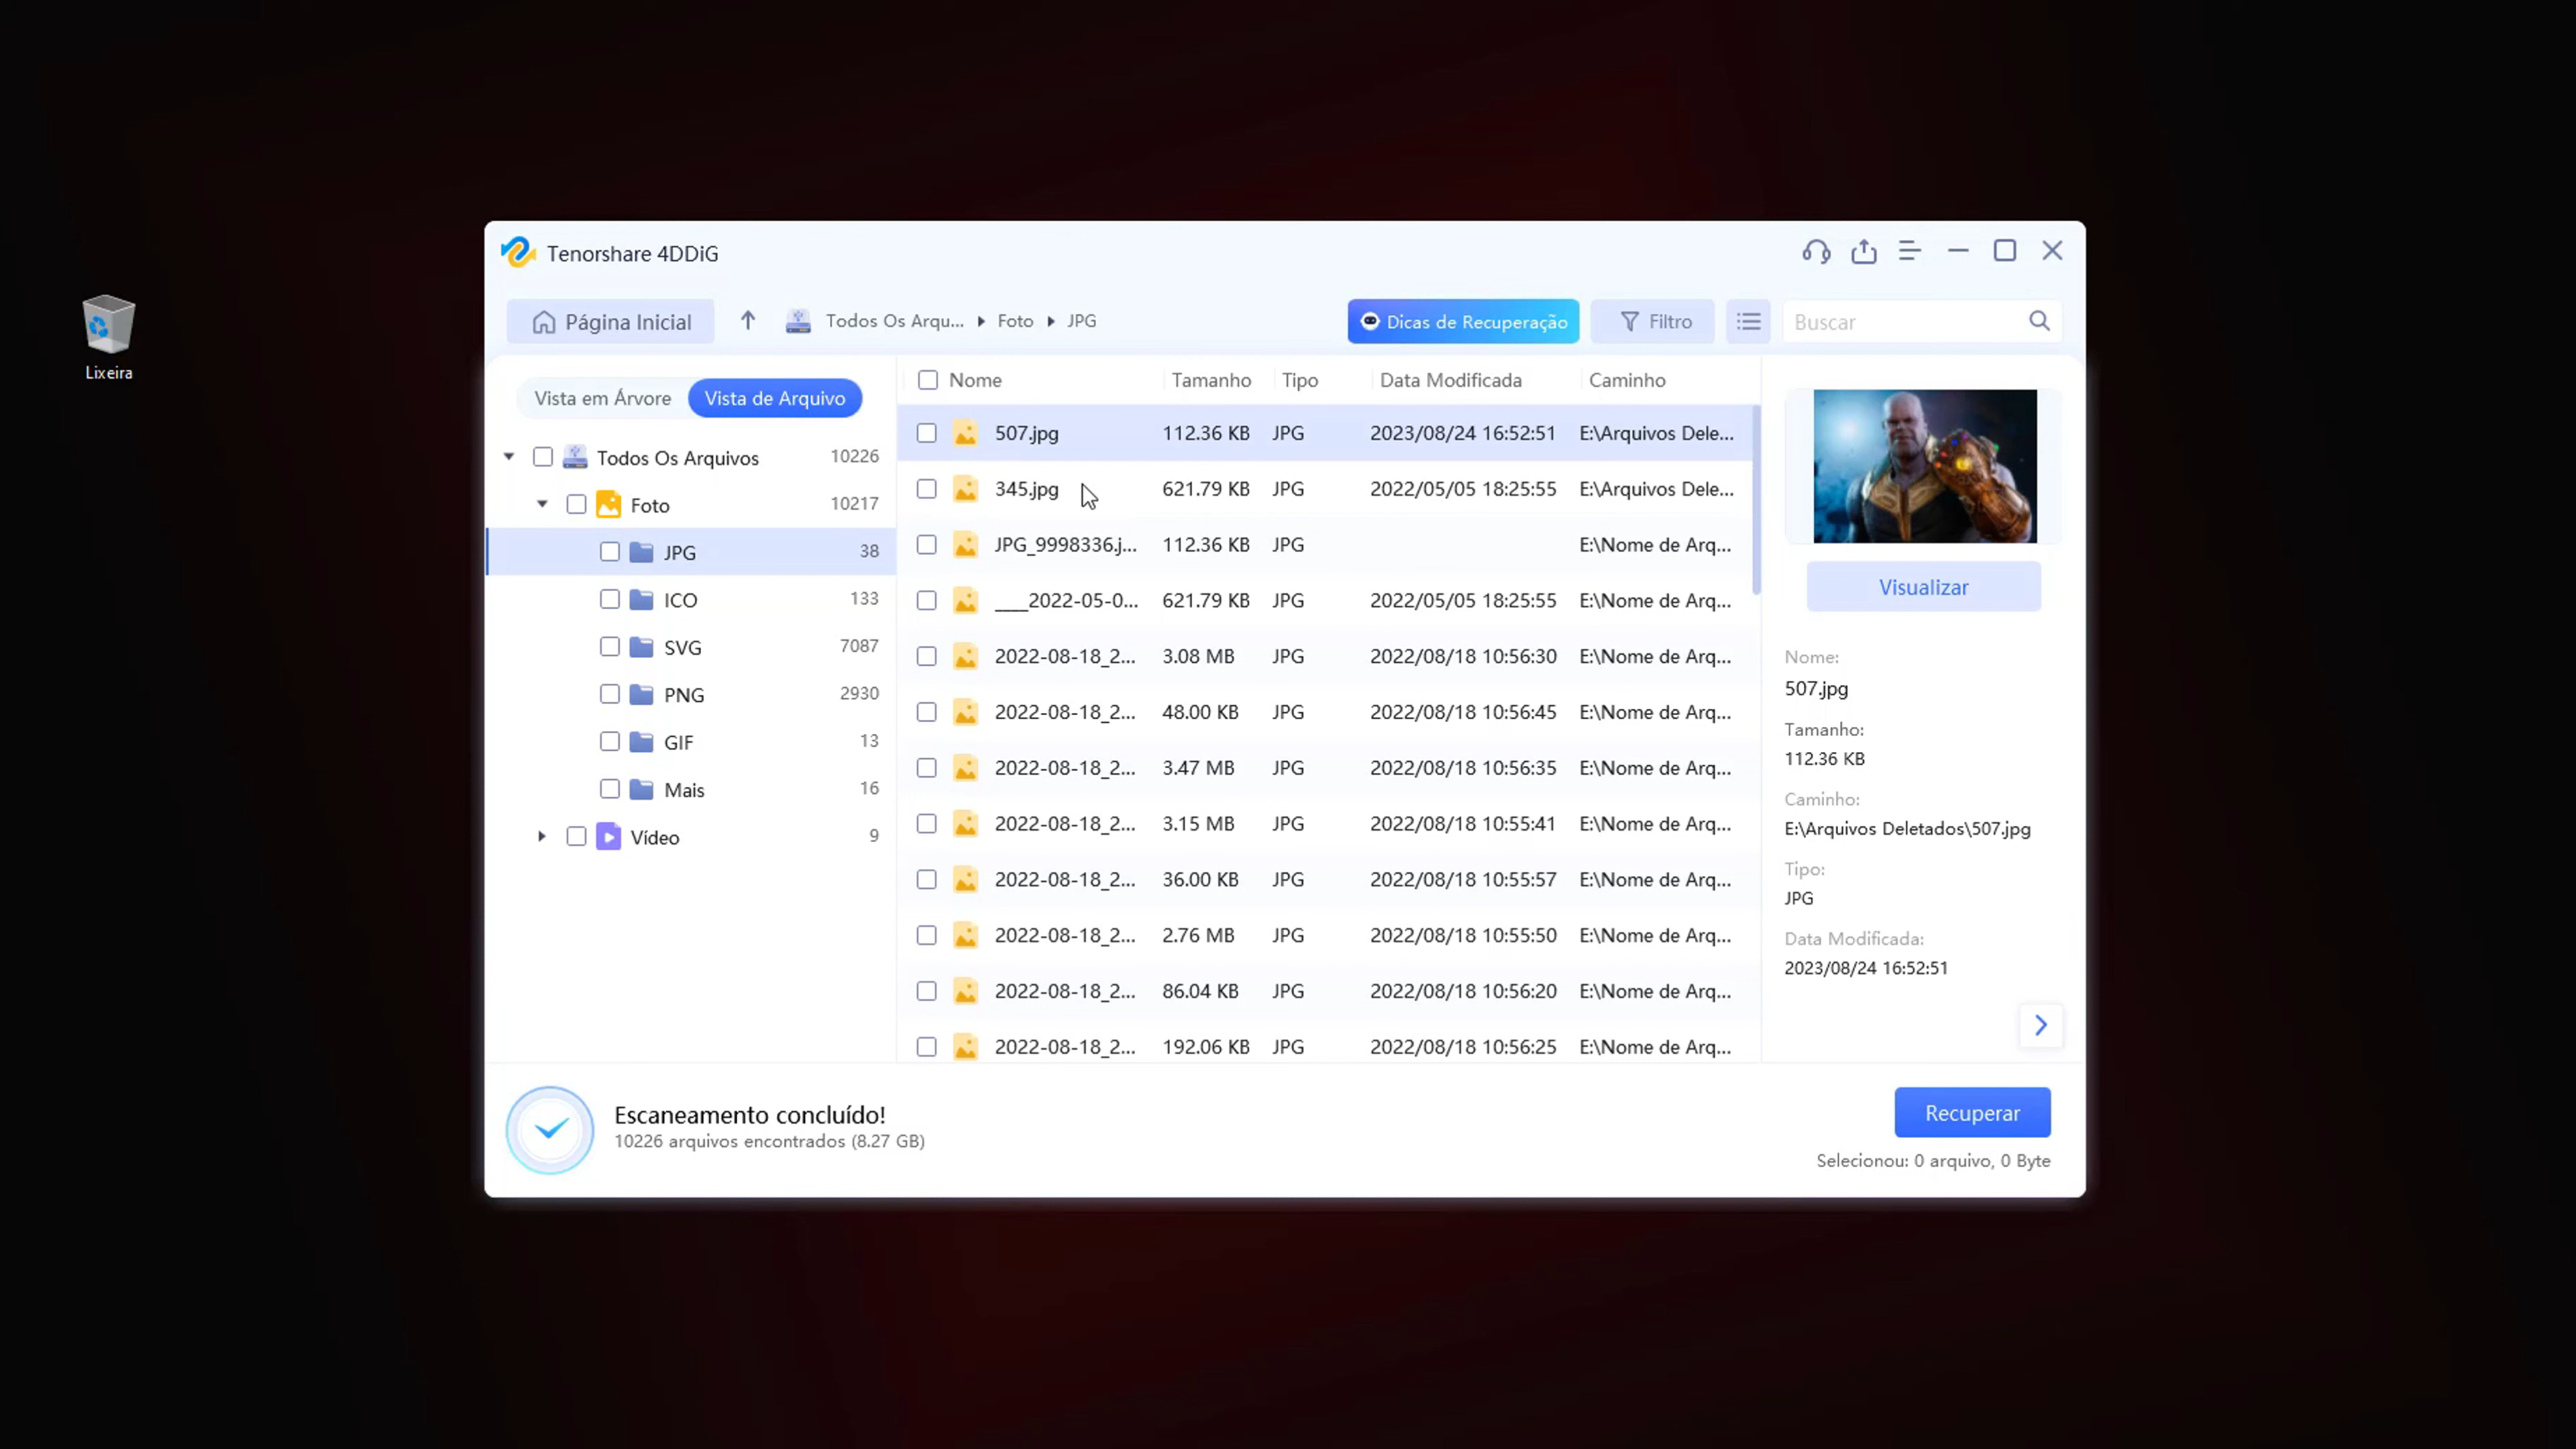 Lixeira
Tenorshare 4DDiG
Página Inicial
Todos Os Arqu... Foto JPG
Dicas de Recuperação
Filtro
Buscar
Vista em Árvore
Vista de Arquivo
Todos Os Arquivos 10226
Foto 10217
JPG 38
ICO 133
SVG 7087
PNG 2930
GIF 13
Mais 16
Vídeo 9
Nome Tamanho Tipo Data Modificada Caminho
507.jpg 112.36 KB JPG 2023/08/24 16:52:51 E:\Arquivos Dele...
345.jpg 621.79 KB JPG 2022/05/05 18:25:55 E:\Arquivos Dele...
JPG_9998336.j... 112.36 KB JPG E:\Nome de Arq...
____2022-05-0... 621.79 KB JPG 2022/05/05 18:25:55 E:\Nome de Arq...
2022-08-18_2... 3.08 MB JPG 2022/08/18 10:56:30 E:\Nome de Arq...
2022-08-18_2... 48.00 KB JPG 2022/08/18 10:56:45 E:\Nome de Arq...
2022-08-18_2... 3.47 MB JPG 2022/08/18 10:56:35 E:\Nome de Arq...
2022-08-18_2... 3.15 MB JPG 2022/08/18 10:55:41 E:\Nome de Arq...
2022-08-18_2... 36.00 KB JPG 2022/08/18 10:55:57 E:\Nome de Arq...
2022-08-18_2... 2.76 MB JPG 2022/08/18 10:55:50 E:\Nome de Arq...
2022-08-18_2... 86.04 KB JPG 2022/08/18 10:56:20 E:\Nome de Arq...
2022-08-18_2... 192.06 KB JPG 2022/08/18 10:56:25 E:\Nome de Arq...
Visualizar
Nome:
507.jpg
Tamanho:
112.36 KB
Caminho:
E:\Arquivos Deletados\507.jpg
Tipo:
JPG
Data Modificada:
2023/08/24 16:52:51
Escaneamento concluído!
10226 arquivos encontrados (8.27 GB)
Recuperar
Selecionou: 0 arquivo, 0 Byte